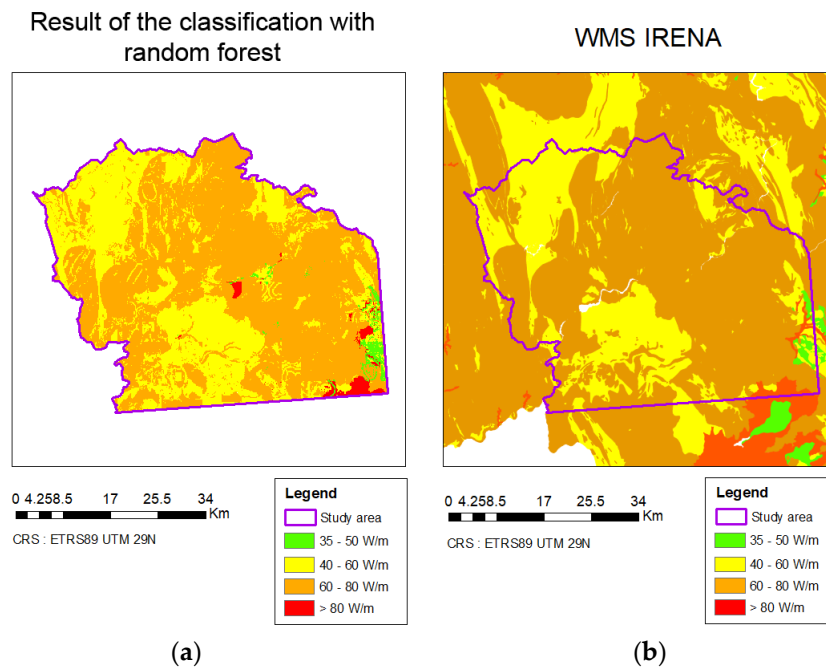 Result of the classification with
random forest
0 4.258.5 17 25.5 34
Km
CRS : ETRS89 UTM 29N
Legend
Study area
35 - 50 W/m
40 - 60 W/m
60 - 80 W/m
> 80 W/m
(a)
WMS IRENA
0 4.258.5 17 25.5 34
Km
CRS : ETRS89 UTM 29N
Legend
Study area
35 - 50 W/m
40 - 60 W/m
60 - 80 W/m
> 80 W/m
(b)